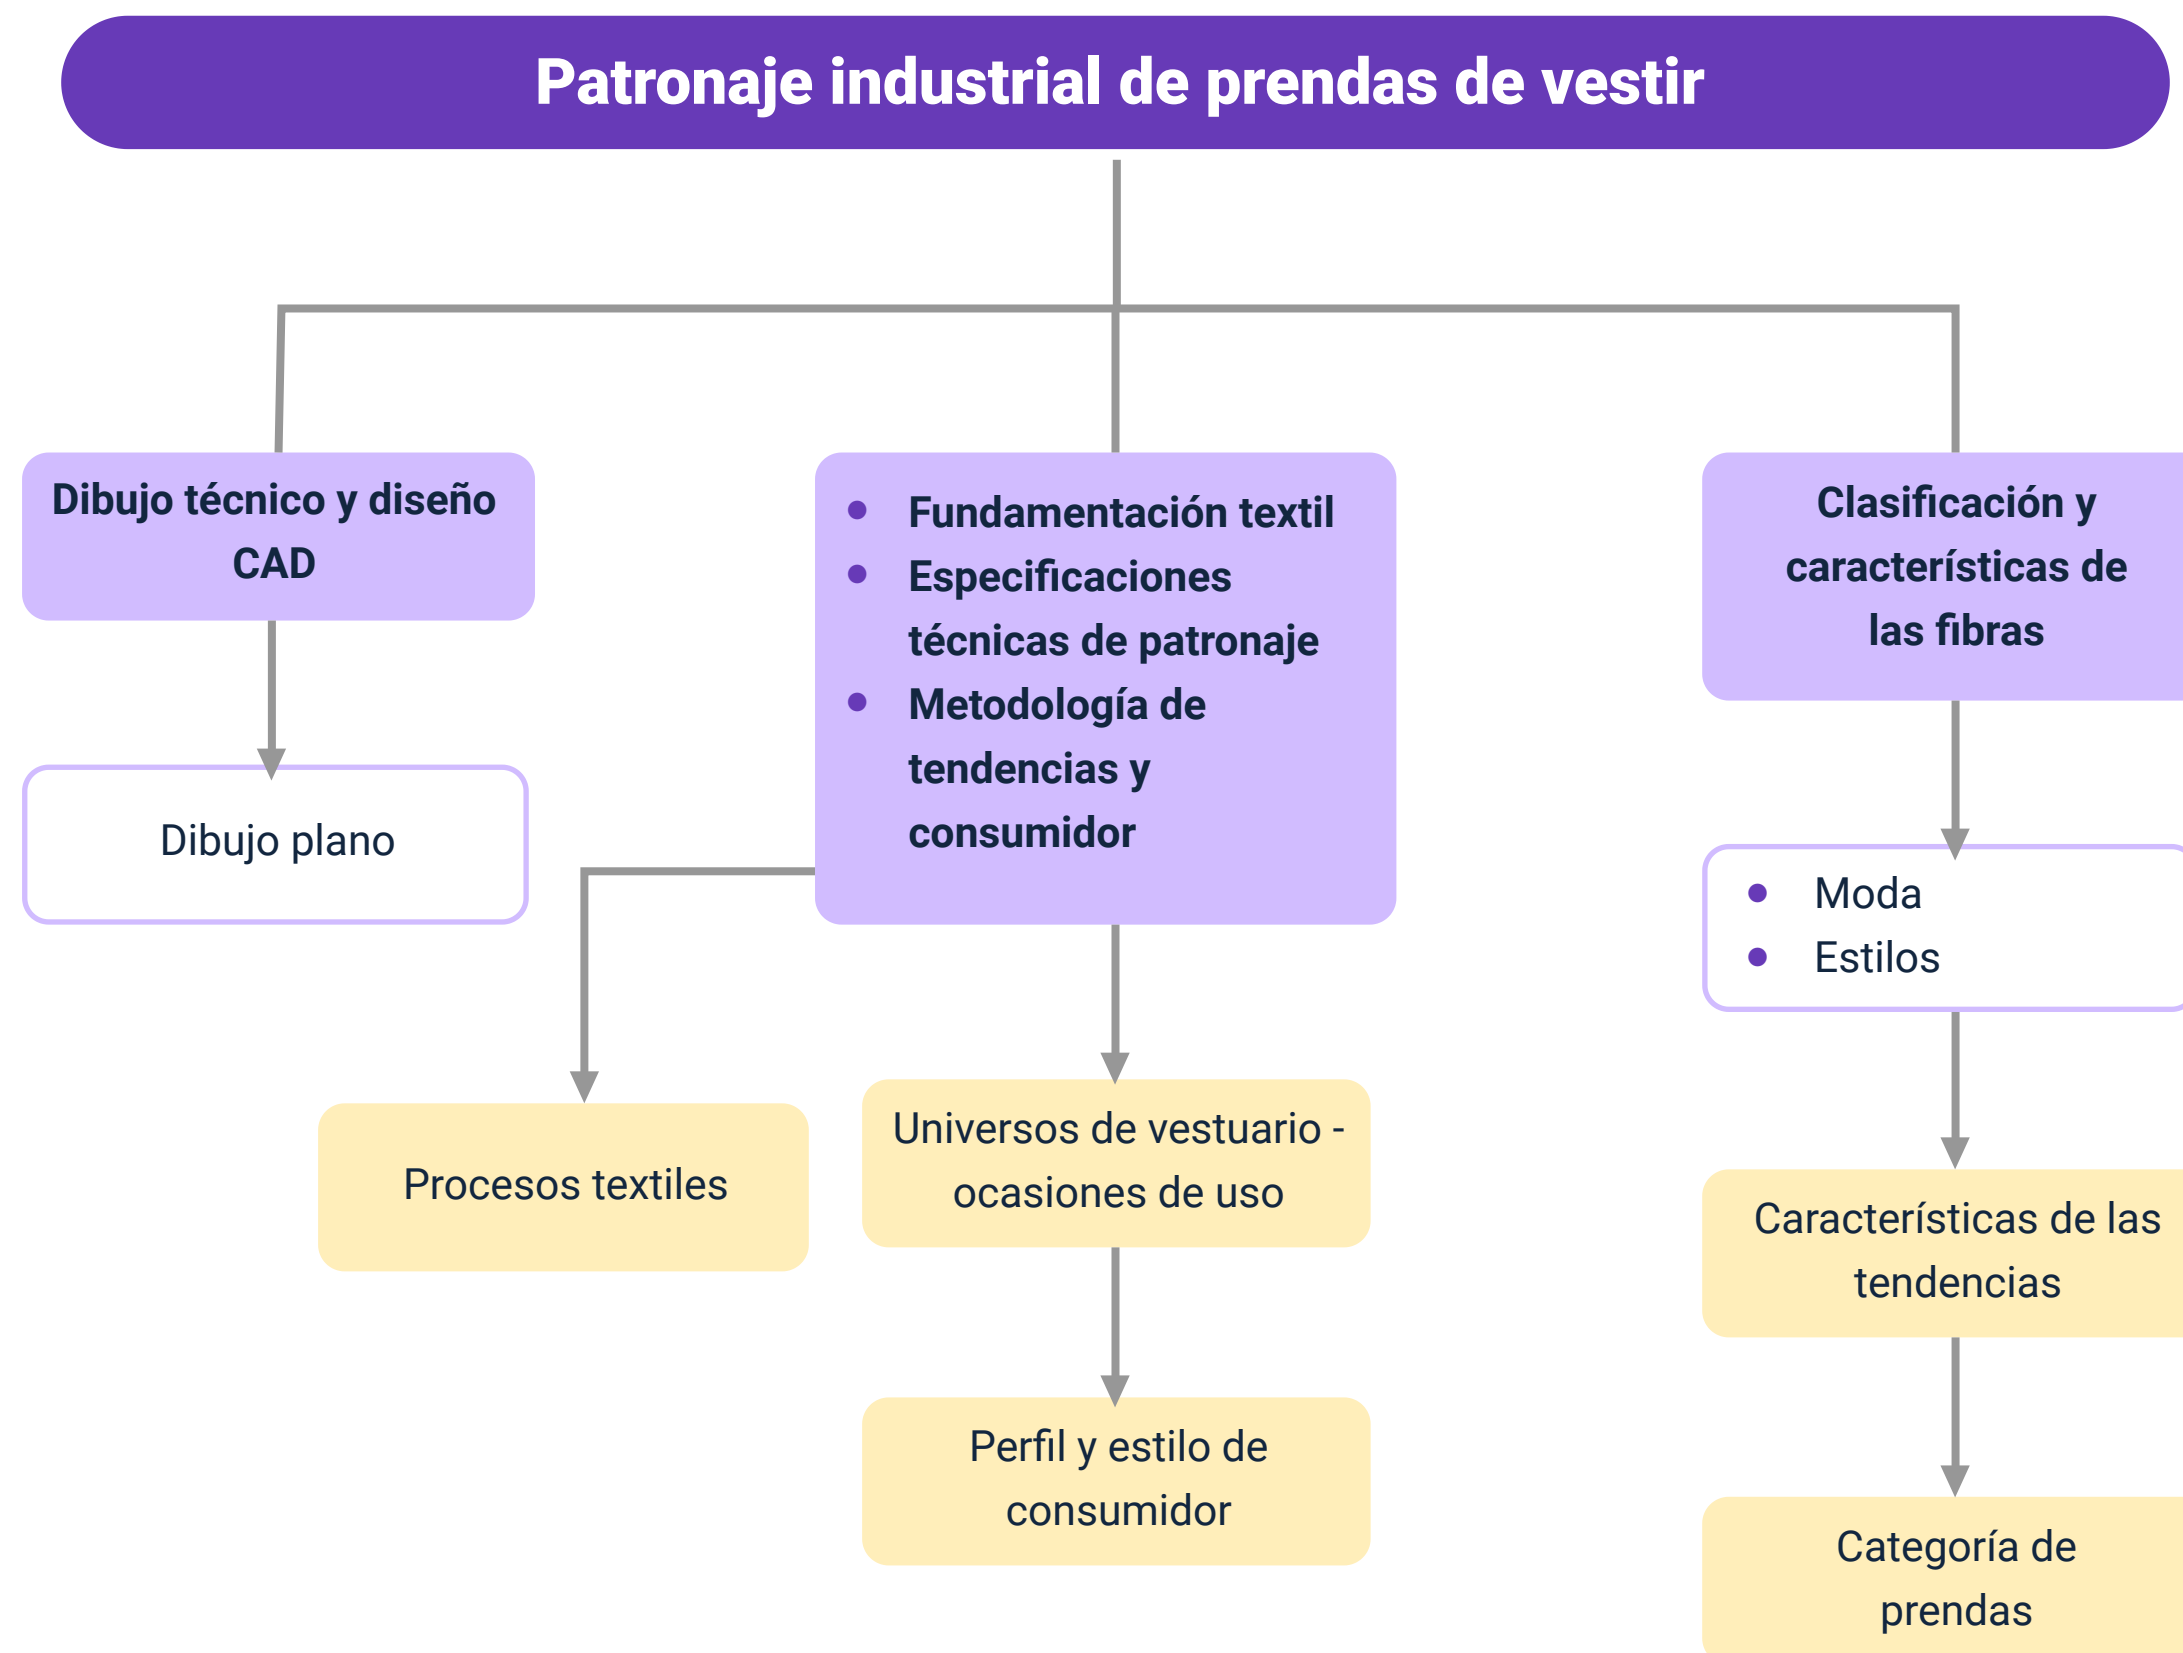 Patronaje industrial de prendas de vestir
Dibujo técnico y diseño
CAD
Dibujo plano
Fundamentación textil
Especificaciones
técnicas de patronaje
Metodología de
tendencias y
consumidor
Procesos textiles
Universos de vestuario -
ocasiones de uso
Perfil y estilo de
consumidor
Clasificación y
características de
las fibras
Moda
Estilos
Características de las
tendencias
Categoría de
prendas